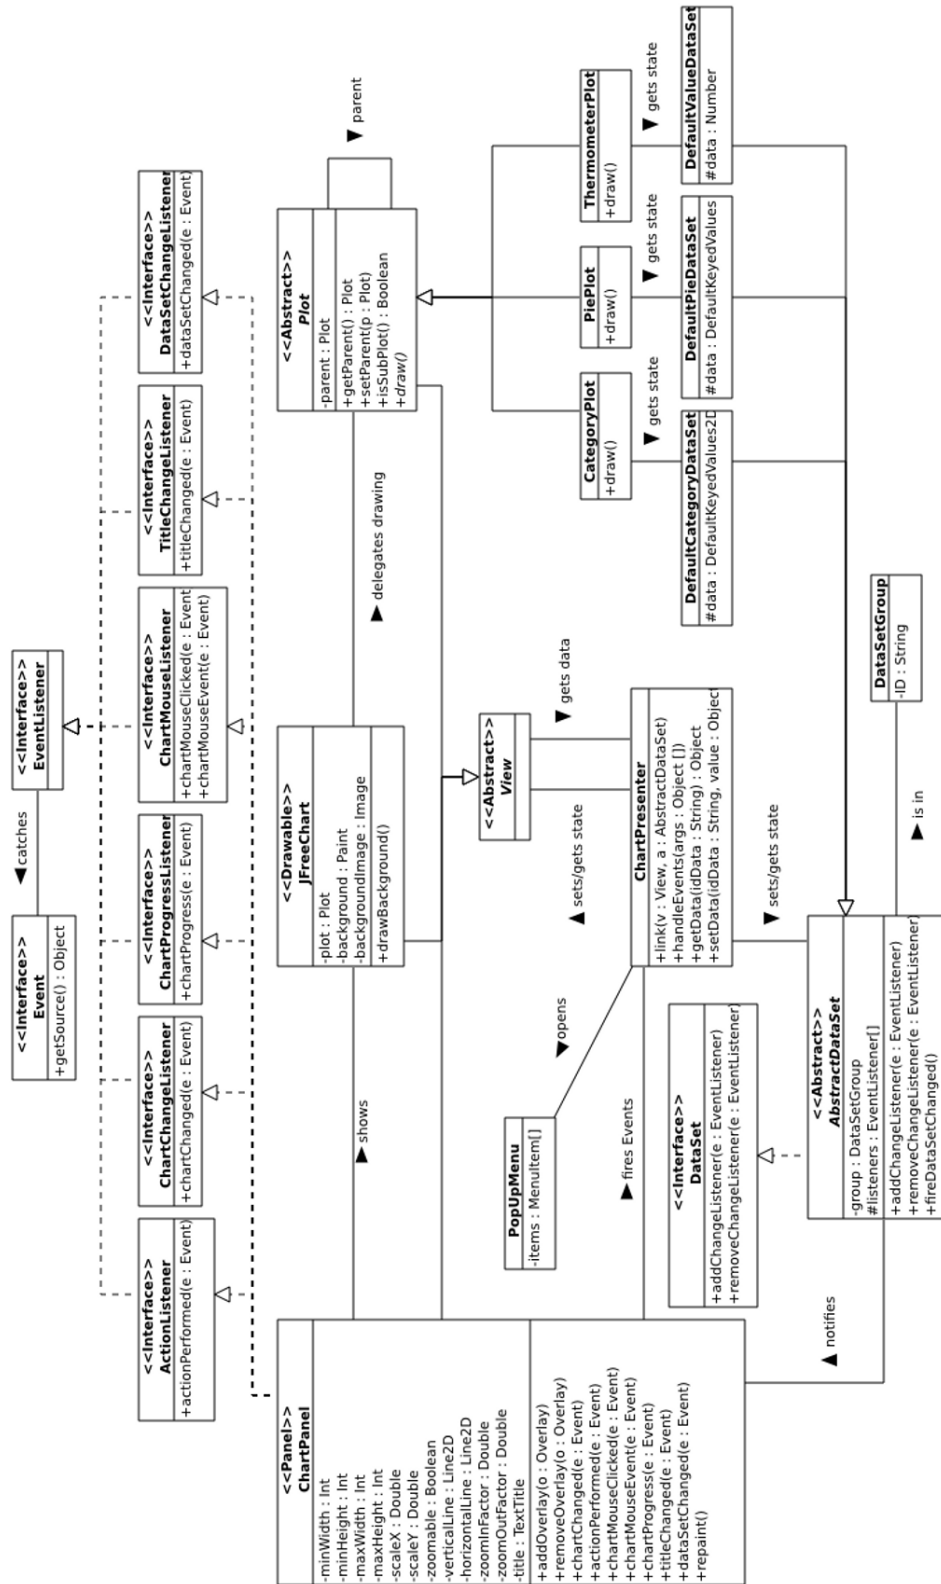 <<Interface>>
Event
+getSource() : Object
catches
<<Interface>>
EventListener
<<Interface>>
ActionListener
+actionPerformed(e : Event)
<<Interface>>
ChartChangeListener
+chartChanged(e : Event)
<<Interface>>
ChartProgressListener
+chartProgress(e : Event)
<<Interface>>
ChartMouseListener
+chartMouseClicked(e : Event
+chartMouseEvent(e : Event)
<<Interface>>
TitleChangeListener
+titleChanged(e : Event)
<<Interface>>
DataSetChangeListener
+dataSetChanged(e : Event)
<<Panel>>
ChartPanel
-minWidth : Int
-minHeight : Int
-maxWidth : Int
-maxHeight : Int
-scaleX : Double
-scaleY : Double
-zoomable : Boolean
-verticalLine : Line2D
-horizontalLine : Line2D
-zoomInFactor : Double
-zoomOutFactor : Double
-title : TextTitle
+addOverlay(o : Overlay)
+removeOverlay(o : Overlay)
+chartChanged(e : Event)
+actionPerformed(e : Event)
+chartMouseClicked(e : Event)
+chartMouseEvent(e : Event)
+chartProgress(e : Event)
+titleChanged(e : Event)
+dataSetChanged(e : Event)
+repaint()
shows
<<Drawable>>
JFreeChart
-plot : Plot
-background : Paint
-backgroundImage : Image
+drawBackground()
delegates drawing
<<Abstract>>
Plot
-parent : Plot
+getParent() : Plot
+setParent(p : Plot)
+isSubPlot() : Boolean
+draw()
parent
<<Abstract>>
View
sets/gets state
gets data
PopUpMenu
-items : MenuItem[]
opens
fires Events
ChartPresenter
+link(v : View, a : AbstractDataSet)
+handleEvents(args : Object [])
+getData(idData : String) : Object
+setData(idData : String, value : Object
sets/gets state
CategoryPlot
+draw()
PiePlot
+draw()
ThermometerPlot
+draw()
gets state
gets state
gets state
DefaultCategoryDataSet
#data : DefaultKeyedValues2D
DefaultPieDataSet
#data : DefaultKeyedValues
DefaultValueDataSet
#data : Number
<<Interface>>
DataSet
+addChangeListener(e : EventListener)
+removeChangeListener(e : EventListener)
notifies
<<Abstract>>
AbstractDataSet
-group : DataSetGroup
#listeners : EventListener[]
+addChangeListener(e : EventListener)
+removeChangeListener(e : EventListener)
+fireDataSetChanged()
is in
DataSetGroup
-ID : String